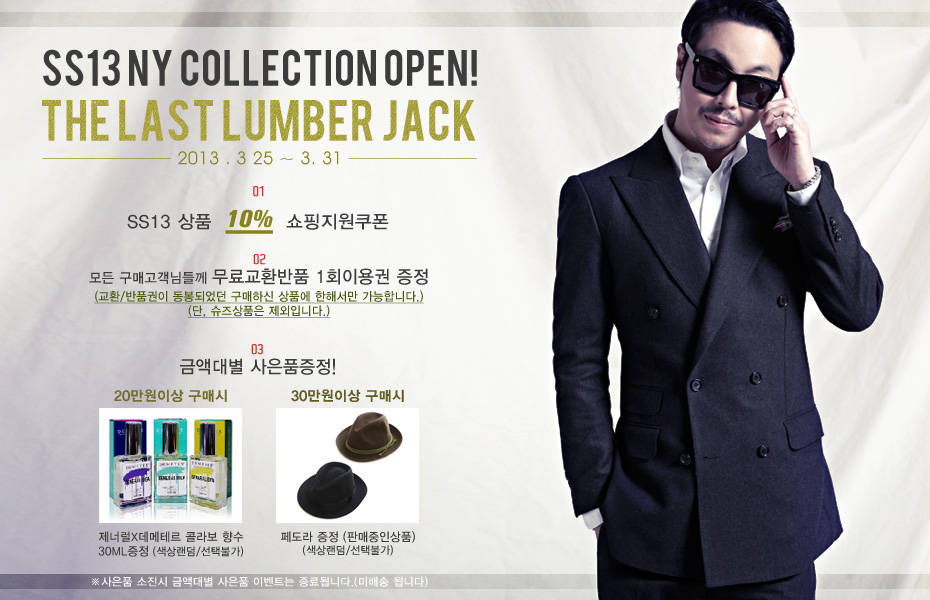 SS13 NY COLLECTION OPEN!
THE LAST LUMBER JACK
2013 . 3 25 ~ 3. 31
01
SS13 상품 10% 쇼핑지원쿠폰
02
모든 구매고객님들께 무료교환반품 1회이용권 증정
(교환/반품권이 동봉되었던 구매하신 상품에 한해서만 가능합니다.)
(단, 슈즈상품은 제외입니다.)
03
금액대별 사은품증정!
20만원이상 구매시
30만원이상 구매시
DEMETER
제너럴X데메테르 콜라보 향수
30ML증정 (색상랜덤/선택불가)
페도라 증정 (판매중인상품)
(색상랜덤/선택불가)
※사은품 소진시 금액대별 사은품 이벤트는 종료됩니다.(미배송 됩니다)